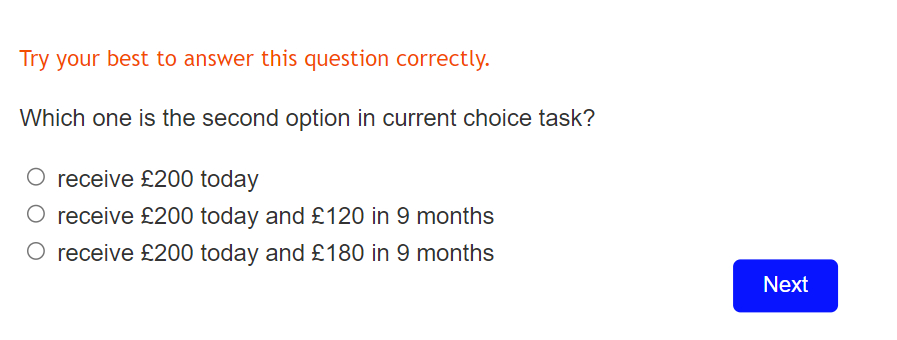 Try your best to answer this question correctly.
Which one is the second option in current choice task?
receive £200 today
receive £200 today and £120 in 9 months
receive £200 today and £180 in 9 months
Next